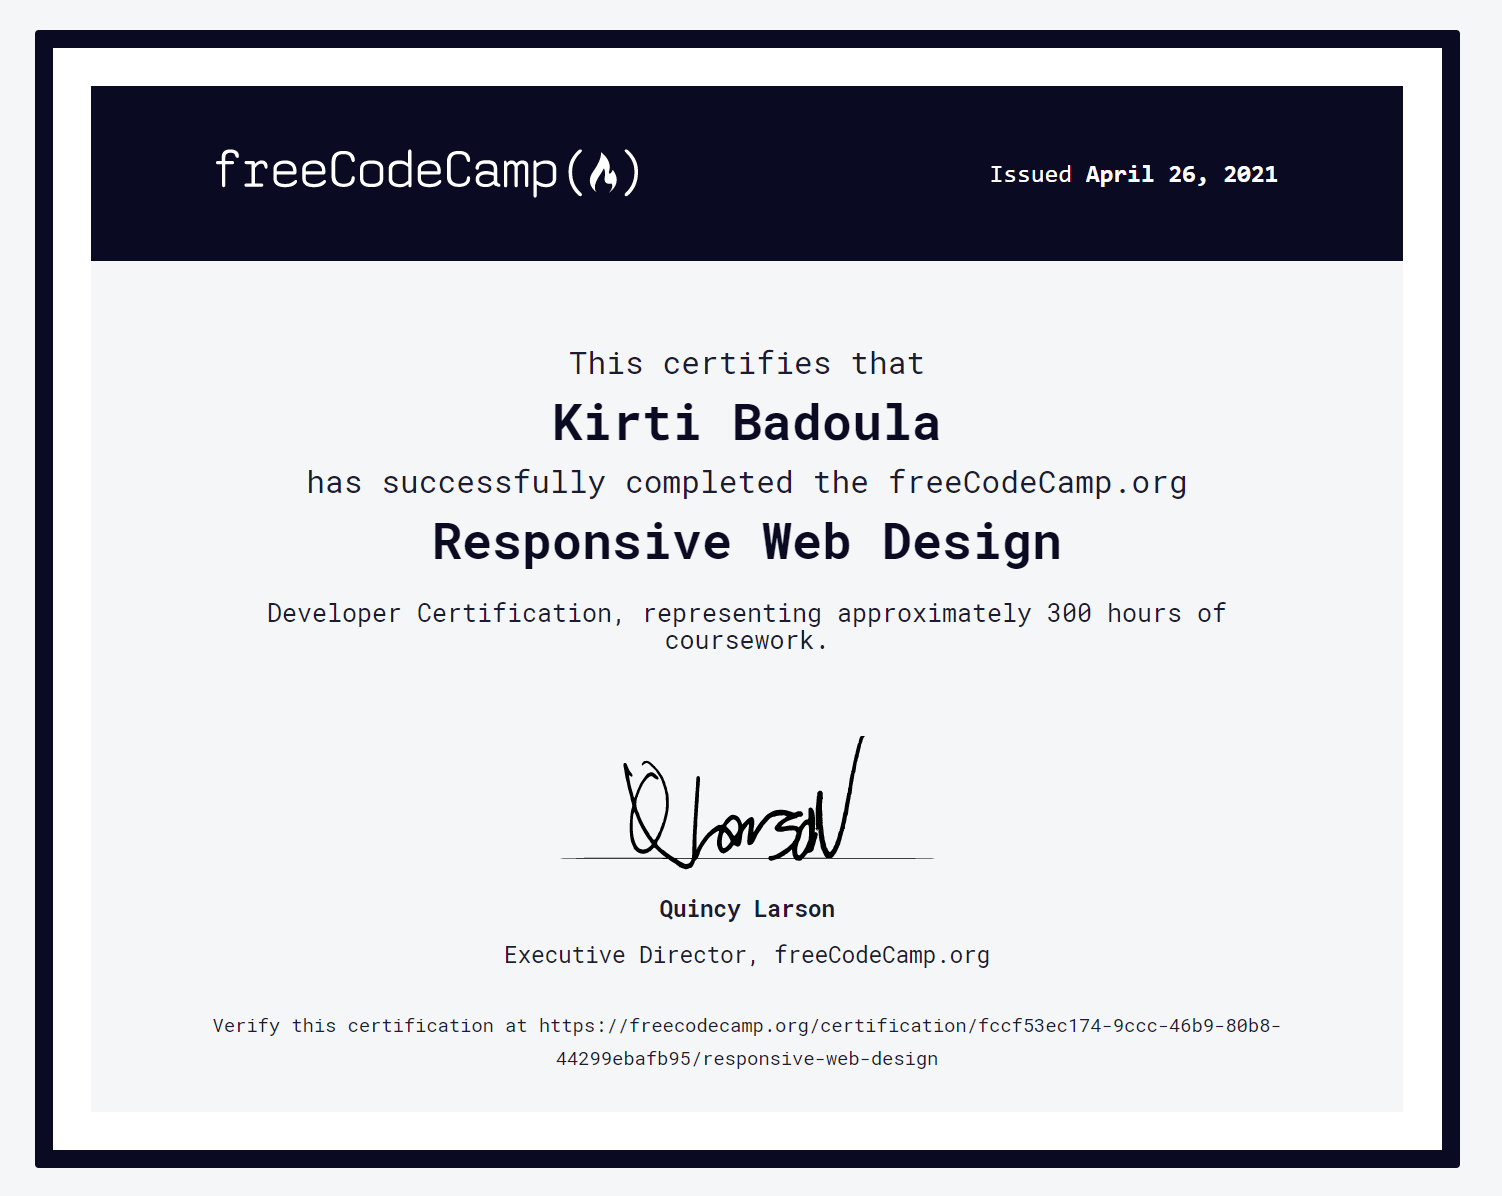 freeCodeCamp(🔥)
Issued April 26, 2021
This certifies that
Kirti Badoula
has successfully completed the freeCodeCamp.org
Responsive Web Design
Developer Certification, representing approximately 300 hours of
coursework.
Q Larson
Quincy Larson
Executive Director, freeCodeCamp.org
Verify this certification at https://freecodecamp.org/certification/fccf53ec174-9ccc-46b9-80b8-
44299ebafb95/responsive-web-design